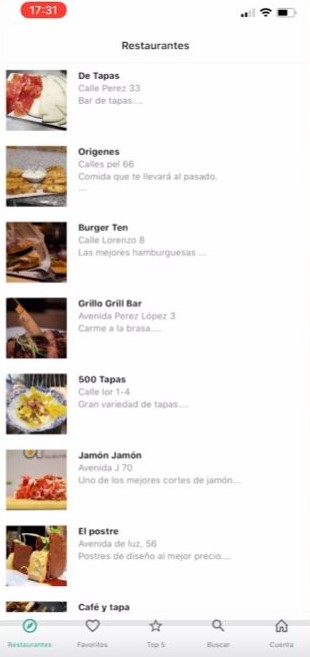 17:31
Restaurantes
De Tapas
Calle Perez 33
Bar de tapas....
Origenes
Calles pel 66
Comida que te llevará al pasado.
...
Burger Ten
Calle Lorenzo 8
Las mejores hamburguesas ...
Grillo Grill Bar
Avenida Perez López 3
Carme a la brasa....
500 Tapas
Calle lor 1-4
Gran variedad de tapas....
Jamón Jamón
Avenida J 70
Uno de los mejores cortes de jamón...
El postre
Avenida de luz, 56
Postres de diseño al mejor precio....
Café y tapa
Restaurantes
Favoritos
Top 5
Buscar
Cuenta